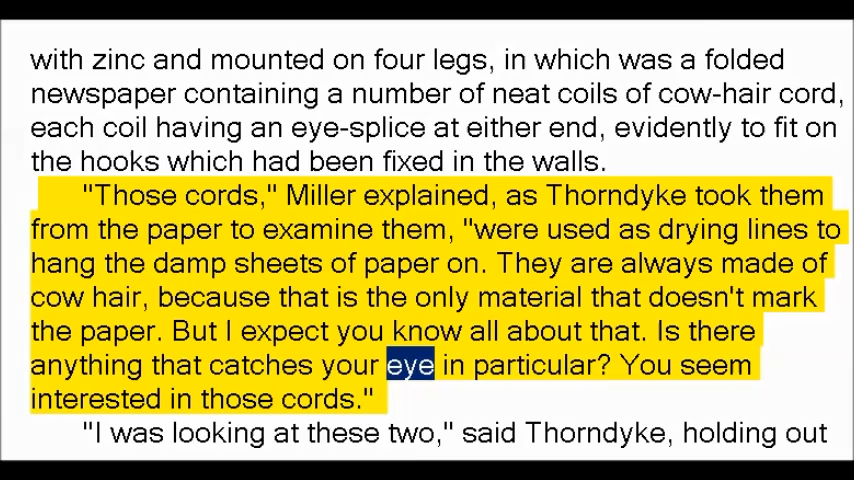 with zinc and mounted on four legs, in which was a folded
newspaper containing a number of neat coils of cow-hair cord,
each coil having an eye-splice at either end, evidently to fit on
the hooks which had been fixed in the walls.
"Those cords," Miller explained, as Thorndyke took them
from the paper to examine them, "were used as drying lines to
hang the damp sheets of paper on. They are always made of
cow hair, because that is the only material that doesn't mark
the paper. But I expect you know all about that. Is there
anything that catches your eye in particular? You seem
interested in those cords."
"I was looking at these two," said Thorndyke, holding out